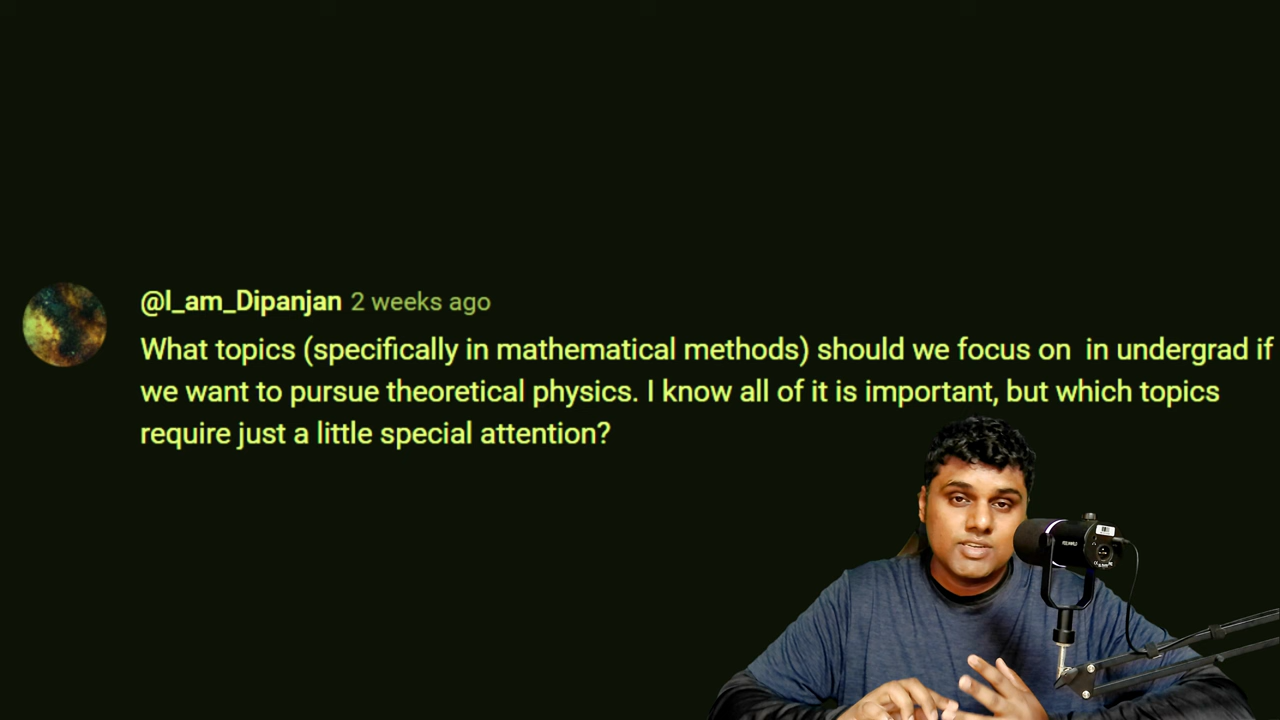 @I_am_Dipanjan 2 weeks ago
What topics (specifically in mathematical methods) should we focus on  in undergrad if
we want to pursue theoretical physics. I know all of it is important, but which topics
require just a little special attention?